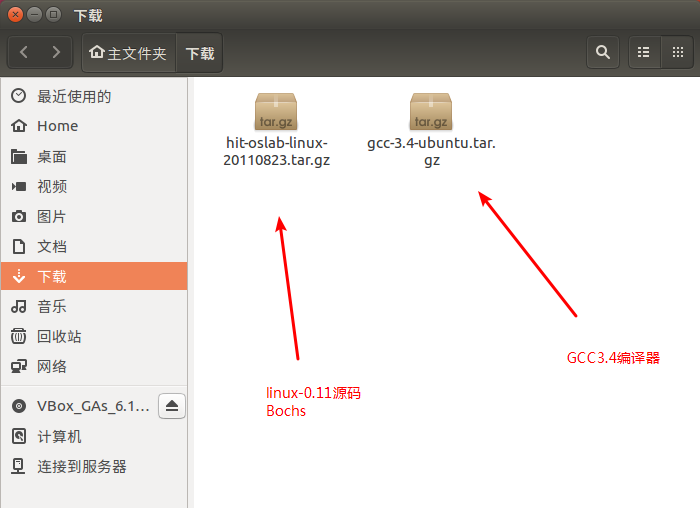 下载
主文件夹
下载
最近使用的
Home
桌面
视频
图片
文档
下载
音乐
回收站
网络
VBox_GAs_6.1...
计算机
连接到服务器
tar.gz
hit-oslab-linux-
20110823.tar.gz
tar.gz
gcc-3.4-ubuntu.tar.
gz
linux-0.11源码
Bochs
GCC3.4编译器